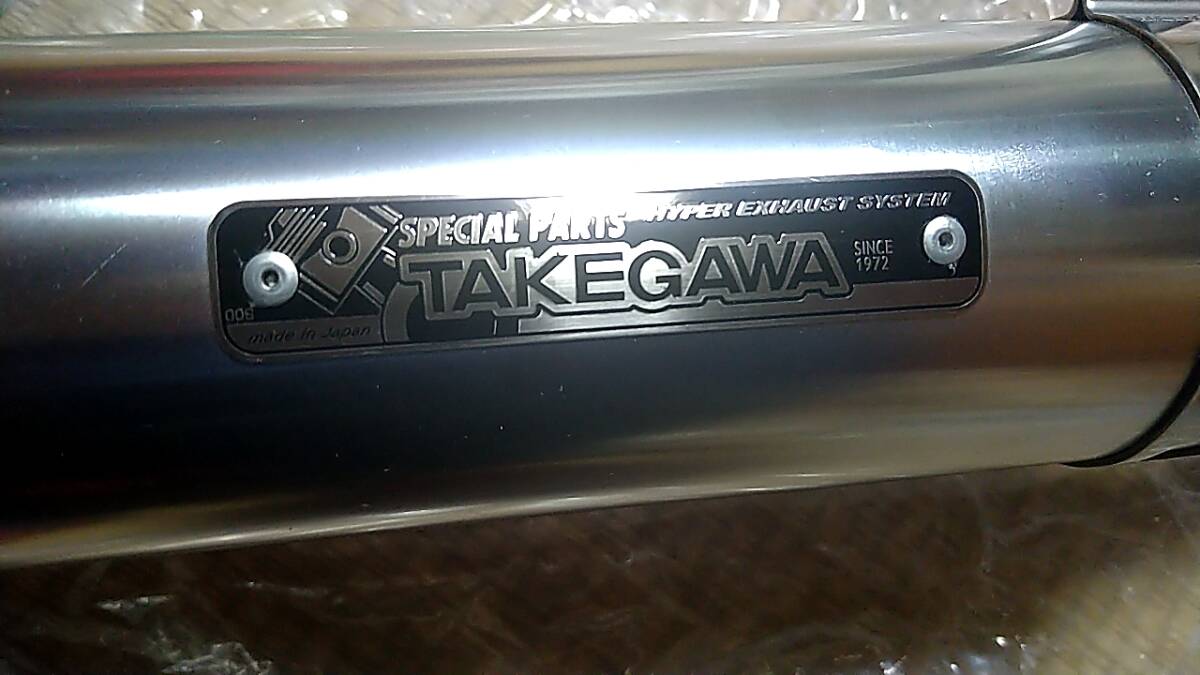 HYPER EXHAUST SYSTEM
SPECIAL PARTS
TAKEGAWA
SINCE
1972
made in Japan